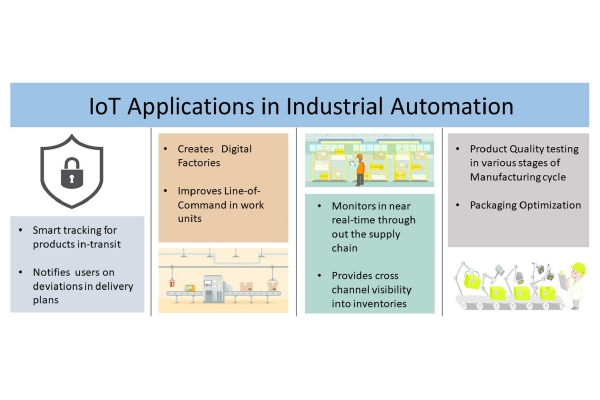 IoT Applications in Industrial Automation
• Smart tracking for
products in-transit
• Notifies users on
deviations in delivery
plans
• Creates Digital
Factories
• Improves Line-of-
Command in work
units
• Monitors in near
real-time through
out the supply
chain
• Provides cross
channel visibility
into inventories
• Product Quality testing
in various stages of
Manufacturing cycle
• Packaging Optimization